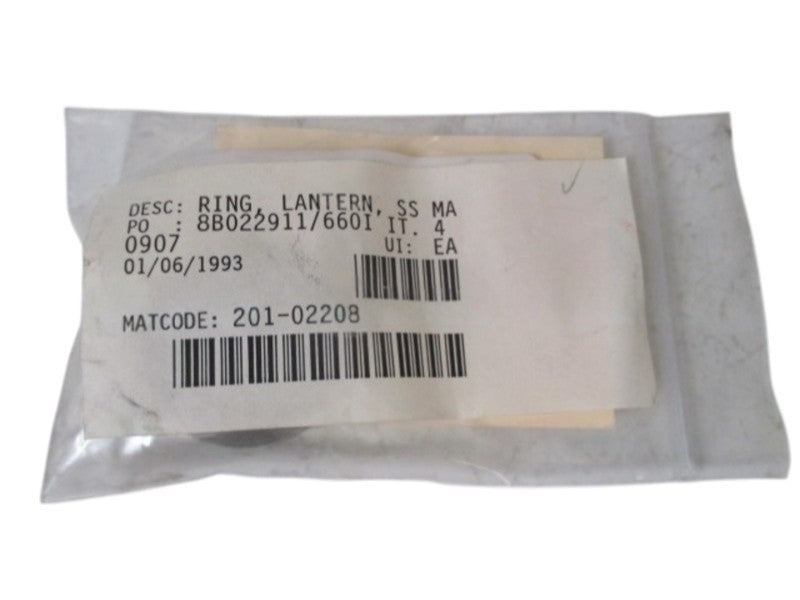 DESC: RING, LANTERN, SS MA
PO : 8B022911/660I IT. 4
0907 UI: EA
01/06/1993
MATCODE: 201-02208